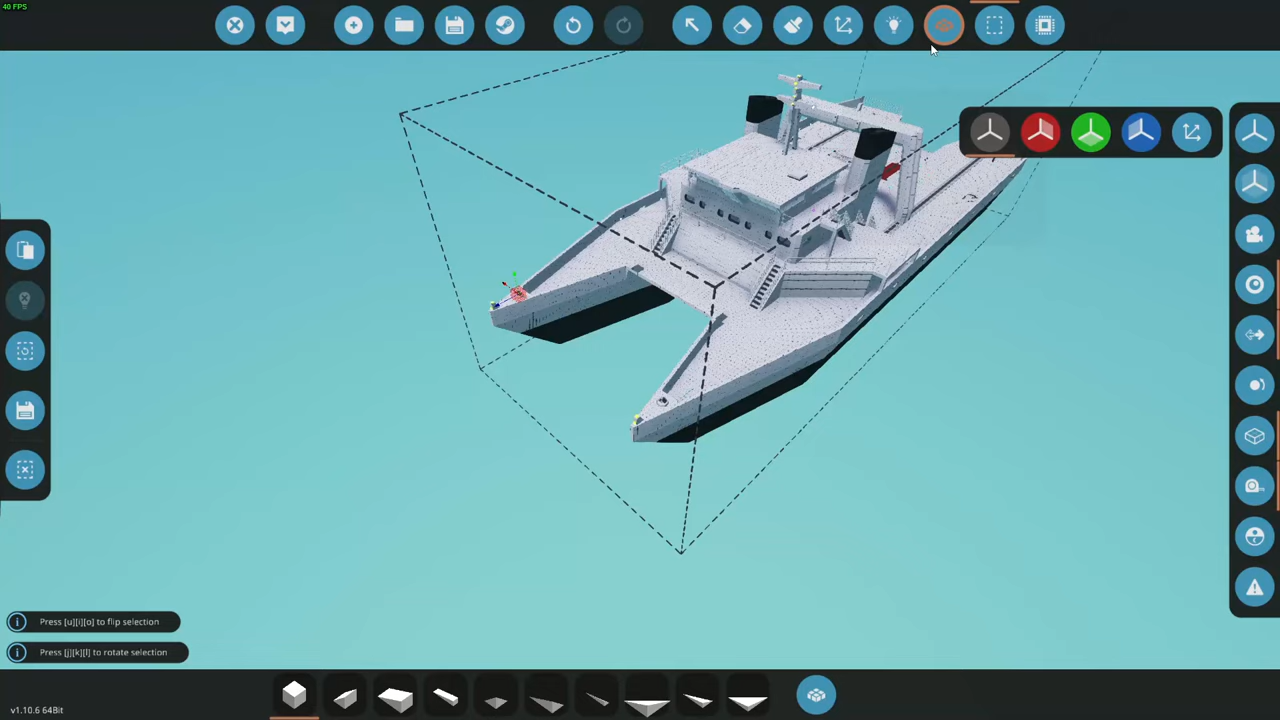 40 FPS
Press [u][i][o] to flip selection
Press [j][k][l] to rotate selection
v1.10.6 64Bit